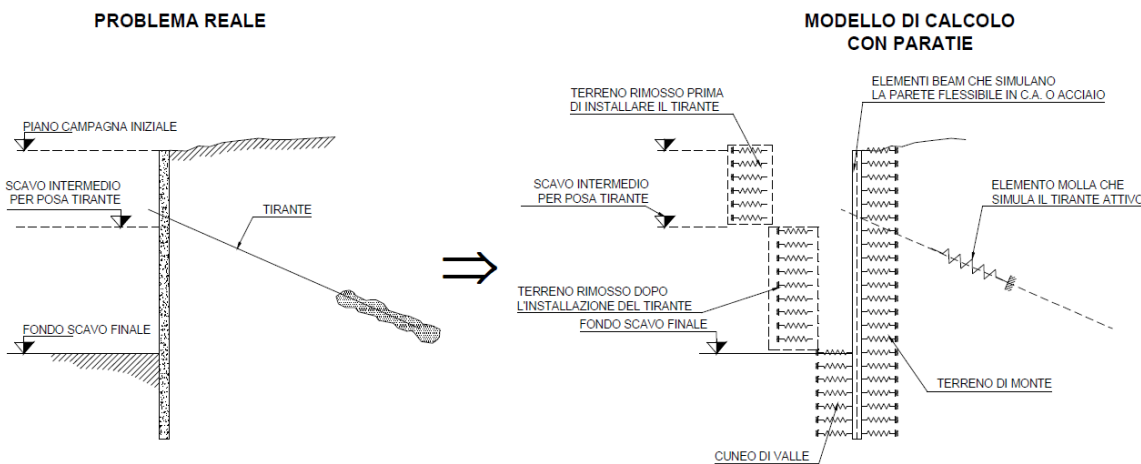 PROBLEMA REALE
PIANO CAMPAGNA INIZIALE
SCAVO INTERMEDIO
PER POSA TIRANTE
TIRANTE
FONDO SCAVO FINALE
MODELLO DI CALCOLO
CON PARATIE
TERRENO RIMOSSO PRIMA
DI INSTALLARE IL TIRANTE
ELEMENTI BEAM CHE SIMULANO
LA PARETE FLESSIBILE IN C.A. O ACCIAIO
SCAVO INTERMEDIO
PER POSA TIRANTE
ELEMENTO MOLLA CHE
SIMULA IL TIRANTE ATTIVO
TERRENO RIMOSSO DOPO
L'INSTALLAZIONE DEL TIRANTE
FONDO SCAVO FINALE
TERRENO DI MONTE
CUNEO DI VALLE